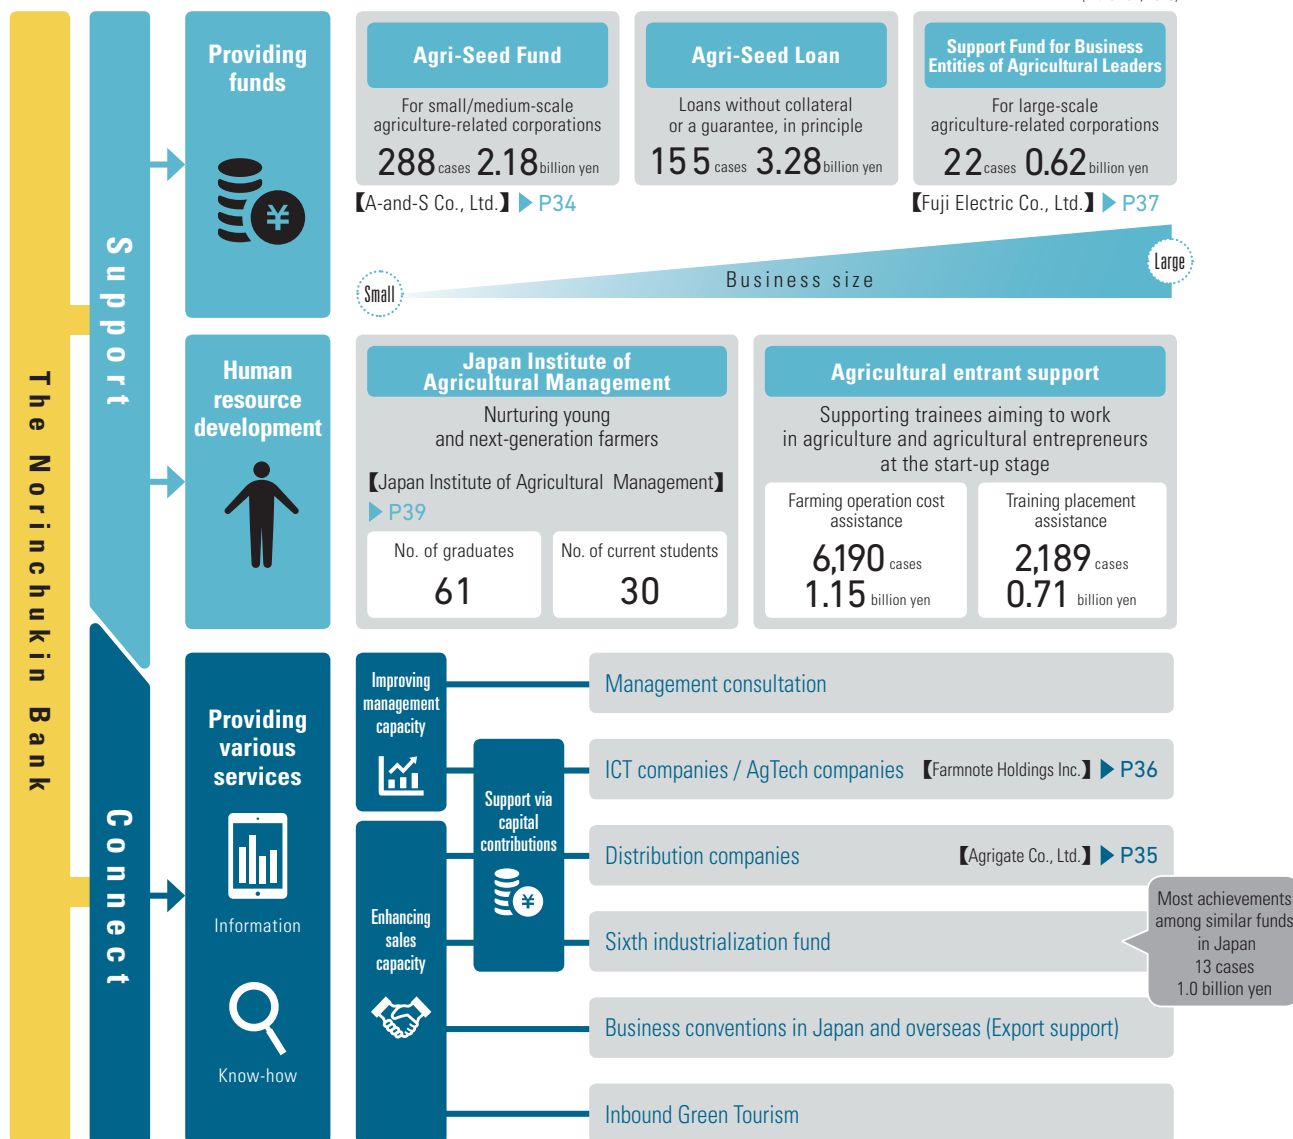 The Norinchukin Bank
Support
Providing
funds
Agri-Seed Fund
For small/medium-scale
agriculture-related corporations
288 cases 2.18 billion yen
【A-and-S Co., Ltd.】 ▶ P34
Agri-Seed Loan
Loans without collateral
or a guarantee, in principle
155 cases 3.28 billion yen
Support Fund for Business
Entities of Agricultural Leaders
For large-scale
agriculture-related corporations
22 cases 0.62 billion yen
【Fuji Electric Co., Ltd.】 ▶ P37
Small
Business size
Large
Human
resource
development
Japan Institute of
Agricultural Management
Nurturing young
and next-generation farmers
【Japan Institute of Agricultural Management】
▶ P39
No. of graduates
61
No. of current students
30
Agricultural entrant support
Supporting trainees aiming to work
in agriculture and agricultural entrepreneurs
at the start-up stage
Farming operation cost
assistance
6,190 cases
1.15 billion yen
Training placement
assistance
2,189 cases
0.71 billion yen
Connect
Providing
various
services
Information
Know-how
Improving
management
capacity
Support via
capital
contributions
¥
Enhancing
sales
capacity
Management consultation
ICT companies / AgTech companies 【Farmnote Holdings Inc.】 ▶ P36
Distribution companies 【Agrigate Co., Ltd.】 ▶ P35
Sixth industrialization fund
Most achievements
among similar funds
in Japan
13 cases
1.0 billion yen
Business conventions in Japan and overseas (Export support)
Inbound Green Tourism